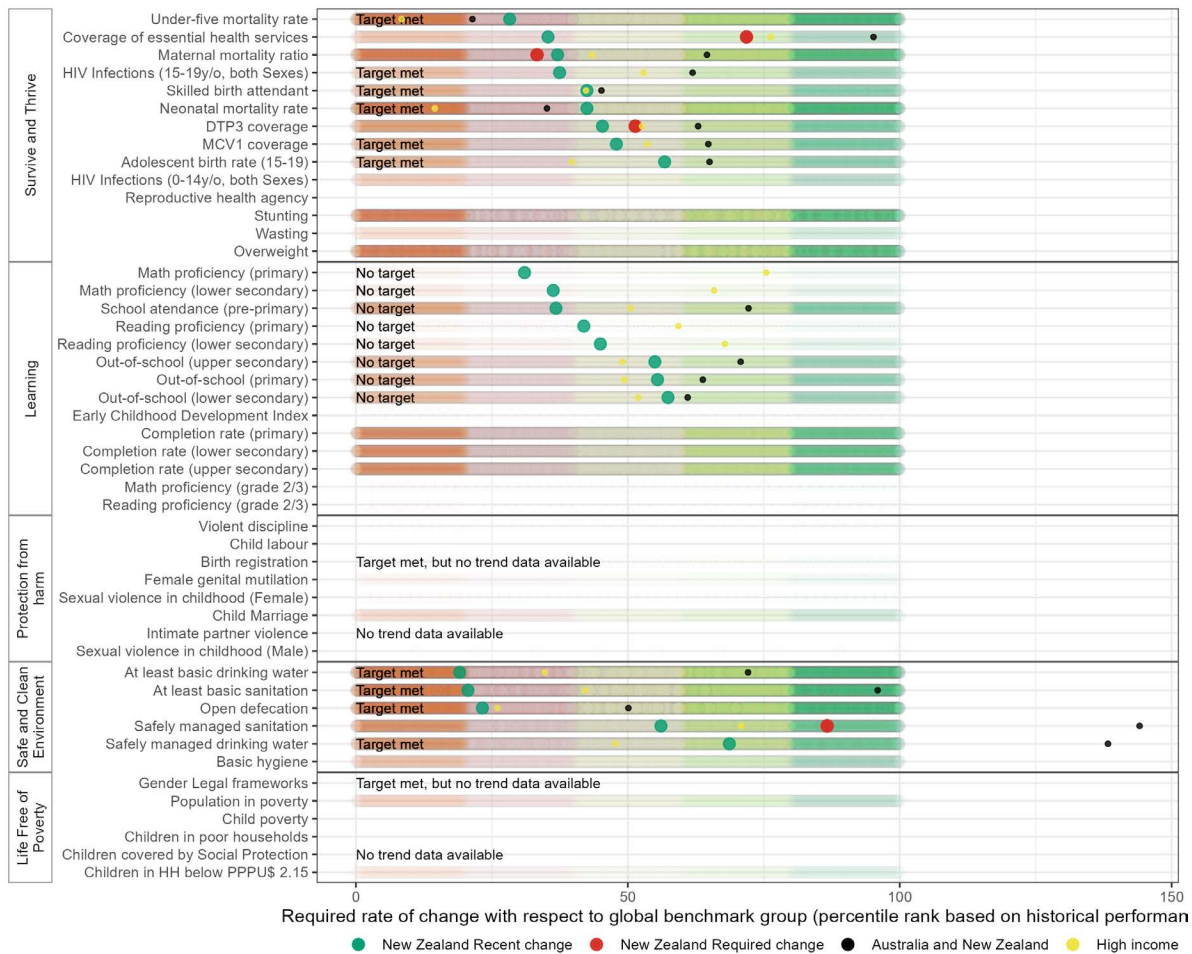 Survive and Thrive
Under-five mortality rate Target met
Coverage of essential health services
Maternal mortality ratio
HIV Infections (15-19y/o, both Sexes) Target met
Skilled birth attendant Target met
Neonatal mortality rate Target met
DTP3 coverage
MCV1 coverage Target met
Adolescent birth rate (15-19) Target met
HIV Infections (0-14y/o, both Sexes)
Reproductive health agency
Stunting
Wasting
Overweight
Learning
Math proficiency (primary) No target
Math proficiency (lower secondary) No target
School atendance (pre-primary) No target
Reading proficiency (primary) No target
Reading proficiency (lower secondary) No target
Out-of-school (upper secondary) No target
Out-of-school (primary) No target
Out-of-school (lower secondary) No target
Early Childhood Development Index
Completion rate (primary)
Completion rate (lower secondary)
Completion rate (upper secondary)
Math proficiency (grade 2/3)
Reading proficiency (grade 2/3)
Protection from
harm
Violent discipline
Child labour
Birth registration Target met, but no trend data available
Female genital mutilation
Sexual violence in childhood (Female)
Child Marriage
Intimate partner violence No trend data available
Sexual violence in childhood (Male)
Safe and Clean
Environment
At least basic drinking water Target met
At least basic sanitation Target met
Open defecation Target met
Safely managed sanitation
Safely managed drinking water Target met
Basic hygiene
Life Free of
Poverty
Gender Legal frameworks Target met, but no trend data available
Population in poverty
Child poverty
Children in poor households
Children covered by Social Protection No trend data available
Children in HH below PPPU$ 2.15
0 50 100 150
Required rate of change with respect to global benchmark group (percentile rank based on historical performan
New Zealand Recent change New Zealand Required change Australia and New Zealand High income